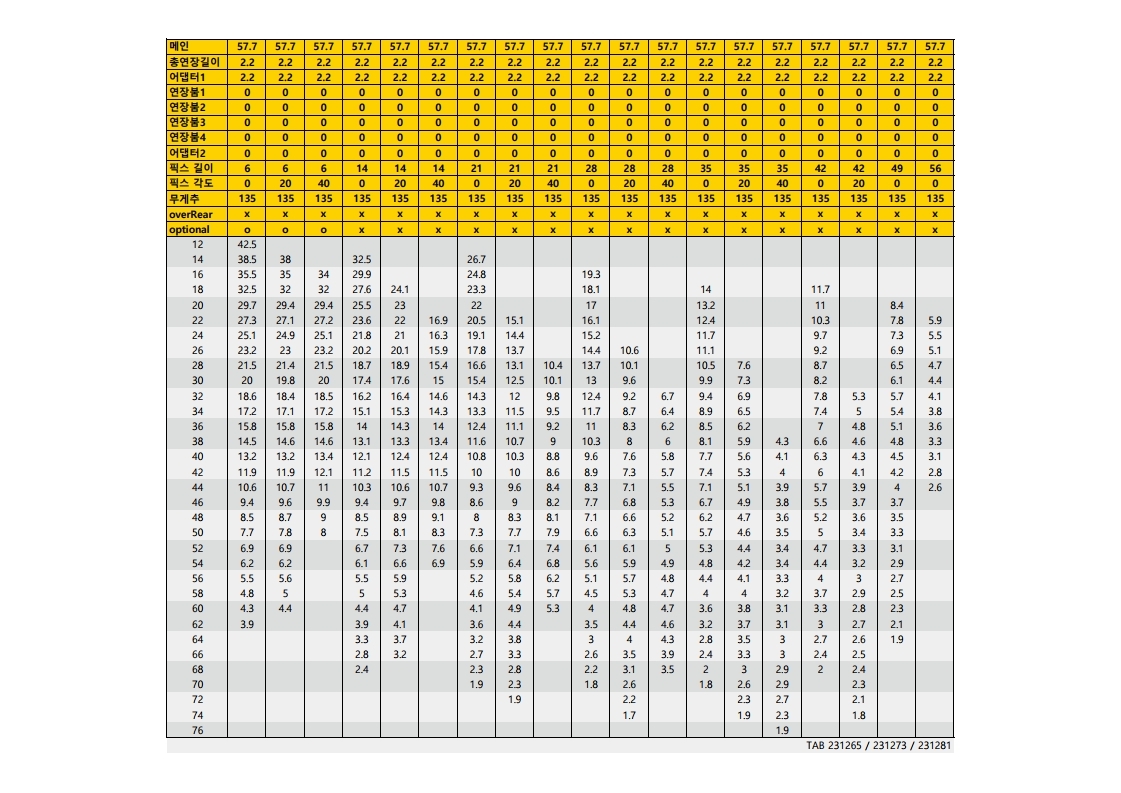 메인 57.7 57.7 57.7 57.7 57.7 57.7 57.7 57.7 57.7 57.7 57.7 57.7 57.7 57.7 57.7 57.7 57.7 57.7 57.7
총연장길이 2.2 2.2 2.2 2.2 2.2 2.2 2.2 2.2 2.2 2.2 2.2 2.2 2.2 2.2 2.2 2.2 2.2 2.2 2.2
어댑터1 2.2 2.2 2.2 2.2 2.2 2.2 2.2 2.2 2.2 2.2 2.2 2.2 2.2 2.2 2.2 2.2 2.2 2.2 2.2
연장붐1 0 0 0 0 0 0 0 0 0 0 0 0 0 0 0 0 0 0 0
연장붐2 0 0 0 0 0 0 0 0 0 0 0 0 0 0 0 0 0 0 0
연장붐3 0 0 0 0 0 0 0 0 0 0 0 0 0 0 0 0 0 0 0
연장붐4 0 0 0 0 0 0 0 0 0 0 0 0 0 0 0 0 0 0 0
어댑터2 0 0 0 0 0 0 0 0 0 0 0 0 0 0 0 0 0 0 0
픽스 길이 6 6 6 14 14 14 21 21 21 28 28 28 35 35 35 42 42 49 56
픽스 각도 0 20 40 0 20 40 0 20 40 0 20 40 0 20 40 0 20 0 0
무게추 135 135 135 135 135 135 135 135 135 135 135 135 135 135 135 135 135 135 135
overRear x x x x x x x x x x x x x x x x x x x
optional o o o x x x x x x x x x x x x x x x x
12 42.5
14 38.5 38 32.5 26.7
16 35.5 35 34 29.9 24.8 19.3
18 32.5 32 32 27.6 24.1 23.3 18.1 14 11.7
20 29.7 29.4 29.4 25.5 23 22 17 13.2 11 8.4
22 27.3 27.1 27.2 23.6 22 16.9 20.5 15.1 16.1 12.4 10.3 7.8 5.9
24 25.1 24.9 25.1 21.8 21 16.3 19.1 14.4 15.2 11.7 9.7 7.3 5.5
26 23.2 23 23.2 20.2 20.1 15.9 17.8 13.7 14.4 10.6 11.1 9.2 6.9 5.1
28 21.5 21.4 21.5 18.7 18.9 15.4 16.6 13.1 10.4 13.7 10.1 10.5 7.6 8.7 6.5 4.7
30 20 19.8 20 17.4 17.6 15 15.4 12.5 10.1 13 9.6 9.9 7.3 8.2 6.1 4.4
32 18.6 18.4 18.5 16.2 16.4 14.6 14.3 12 9.8 12.4 9.2 6.7 9.4 6.9 7.8 5.3 5.7 4.1
34 17.2 17.1 17.2 15.1 15.3 14.3 13.3 11.5 9.5 11.7 8.7 6.4 8.9 6.5 7.4 5 5.4 3.8
36 15.8 15.8 15.8 14 14.3 14 12.4 11.1 9.2 11 8.3 6.2 8.5 6.2 7 4.8 5.1 3.6
38 14.5 14.6 14.6 13.1 13.3 13.4 11.6 10.7 9 10.3 8 6 8.1 5.9 4.3 6.6 4.6 4.8 3.3
40 13.2 13.2 13.4 12.1 12.4 12.4 10.8 10.3 8.8 9.6 7.6 5.8 7.7 5.6 4.1 6.3 4.3 4.5 3.1
42 11.9 11.9 12.1 11.2 11.5 11.5 10 10 8.6 8.9 7.3 5.7 7.4 5.3 4 6 4.1 4.2 2.8
44 10.6 10.7 11 10.3 10.6 10.7 9.3 9.6 8.4 8.3 7.1 5.5 7.1 5.1 3.9 5.7 3.9 4 2.6
46 9.4 9.6 9.9 9.4 9.7 9.8 8.6 9 8.2 7.7 6.8 5.3 6.7 4.9 3.8 5.5 3.7 3.7
48 8.5 8.7 9 8.5 8.9 9.1 8 8.3 8.1 7.1 6.6 5.2 6.2 4.7 3.6 5.2 3.6 3.5
50 7.7 7.8 8 7.5 8.1 8.3 7.3 7.7 7.9 6.6 6.3 5.1 5.7 4.6 3.5 5 3.4 3.3
52 6.9 6.9 6.7 7.3 7.6 6.6 7.1 7.4 6.1 6.1 5 5.3 4.4 3.4 4.7 3.3 3.1
54 6.2 6.2 6.1 6.6 6.9 5.9 6.4 6.8 5.6 5.9 4.9 4.8 4.2 3.4 4.4 3.2 2.9
56 5.5 5.6 5.5 5.9 5.2 5.8 6.2 5.1 5.7 4.8 4.4 4.1 3.3 4 3 2.7
58 4.8 5 5 5.3 4.6 5.4 5.7 4.5 5.3 4.7 4 4 3.2 3.7 2.9 2.5
60 4.3 4.4 4.4 4.7 4.1 4.9 5.3 4 4.8 4.7 3.6 3.8 3.1 3.3 2.8 2.3
62 3.9 3.9 4.1 3.6 4.4 3.5 4.4 4.6 3.2 3.7 3.1 3 2.7 2.1
64 3.3 3.7 3.2 3.8 3 4 4.3 2.8 3.5 3 2.7 2.6 1.9
66 2.8 3.2 2.7 3.3 2.6 3.5 3.9 2.4 3.3 3 2.4 2.5
68 2.4 2.3 2.8 2.2 3.1 3.5 2 3 2.9 2 2.4
70 1.9 2.3 1.8 2.6 1.8 2.6 2.9 2.3
72 1.9 2.2 2.3 2.7 2.1
74 1.7 1.9 2.3 1.8
76 1.9
TAB 231265 / 231273 / 231281